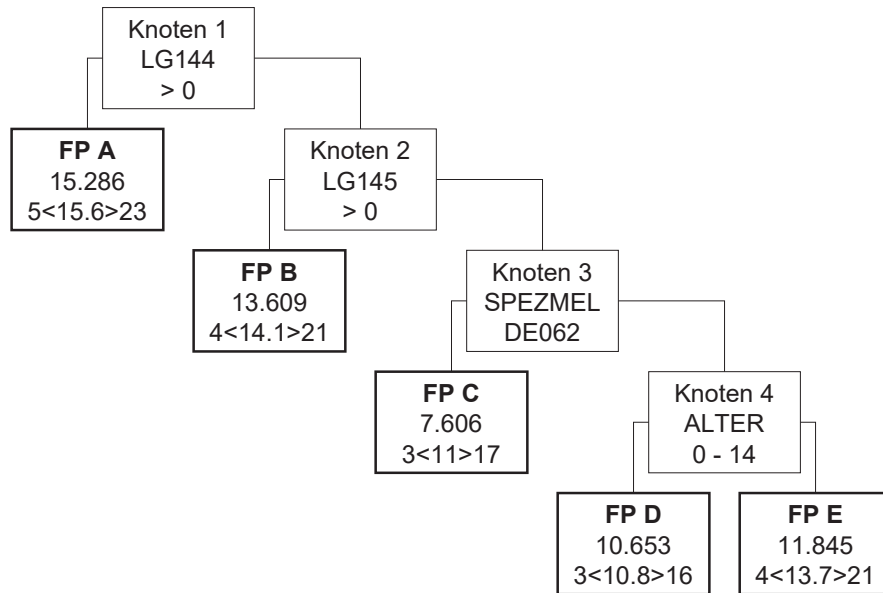 Knoten 1
LG144
> 0
FP A
15.286
5<15.6>23
Knoten 2
LG145
> 0
FP B
13.609
4<14.1>21
Knoten 3
SPEZMEL
DE062
FP C
7.606
3<11>17
Knoten 4
ALTER
0 - 14
FP D
10.653
3<10.8>16
FP E
11.845
4<13.7>21